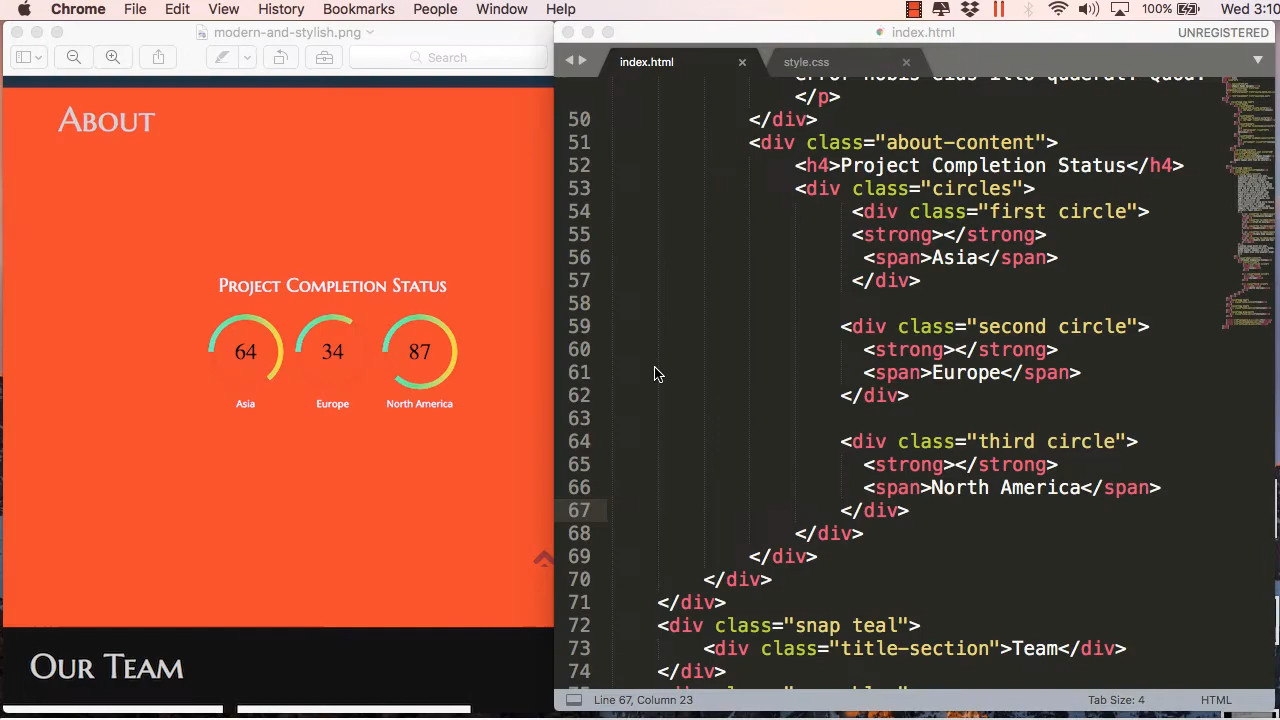 Chrome File Edit View History Bookmarks People Window Help 100% Wed 3:10
modern-and-stylish.png
Search
About
Project Completion Status
64 34 87
Asia Europe North America
Our Team
index.html UNREGISTERED
index.html style.css
</p>
50 </div>
51 <div class="about-content">
52 <h4>Project Completion Status</h4>
53 <div class="circles">
54 <div class="first circle">
55 <strong></strong>
56 <span>Asia</span>
57 </div>
58
59 <div class="second circle">
60 <strong></strong>
61 <span>Europe</span>
62 </div>
63
64 <div class="third circle">
65 <strong></strong>
66 <span>North America</span>
67 </div>
68 </div>
69 </div>
70 </div>
71 </div>
72 <div class="snap teal">
73 <div class="title-section">Team</div>
74 </div>
Line 67, Column 23 Tab Size: 4 HTML